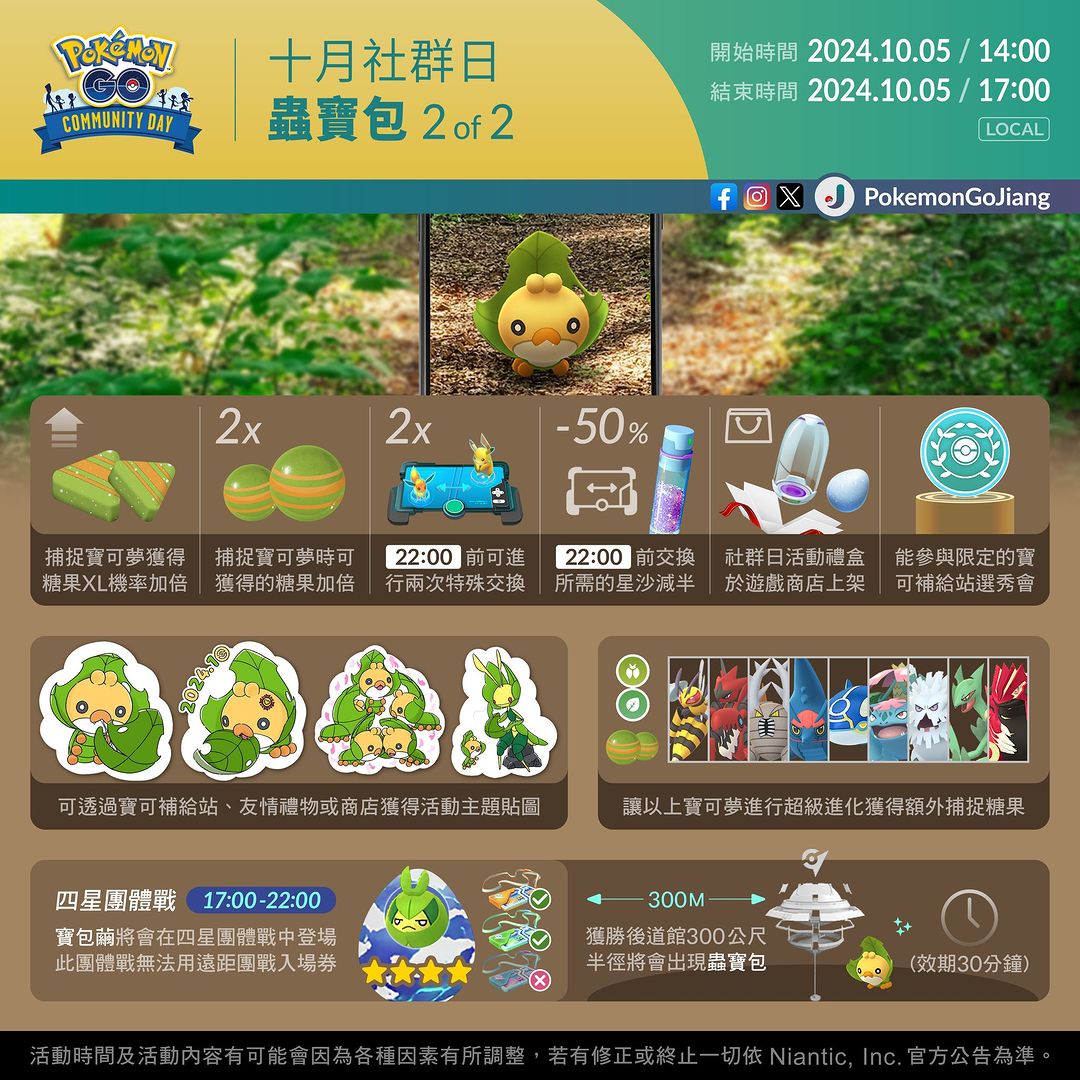 POKéMON
GO
COMMUNITY DAY
十月社群日
蟲寶包 2 of 2
開始時間 2024.10.05 / 14:00
結束時間 2024.10.05 / 17:00
LOCAL
PokemonGoJiang
2x
2x
-50%
捕捉寶可夢獲得
糖果XL機率加倍
捕捉寶可夢時可
獲得的糖果加倍
22:00 前可進
行兩次特殊交換
22:00 前交換
所需的星沙減半
社群日活動禮盒
於遊戲商店上架
能參與限定的寶
可補給站選秀會
2024.10
可透過寶可補給站、友情禮物或商店獲得活動主題貼圖
讓以上寶可夢進行超級進化獲得額外捕捉糖果
四星團體戰 17:00-22:00
寶包繭將會在四星團體戰中登場
此團體戰無法用遠距團戰入場券
300M
獲勝後道館300公尺
半徑將會出現蟲寶包
(效期30分鐘)
活動時間及活動內容有可能會因為各種因素有所調整，若有修正或終止一切依 Niantic, Inc. 官方公告為準。